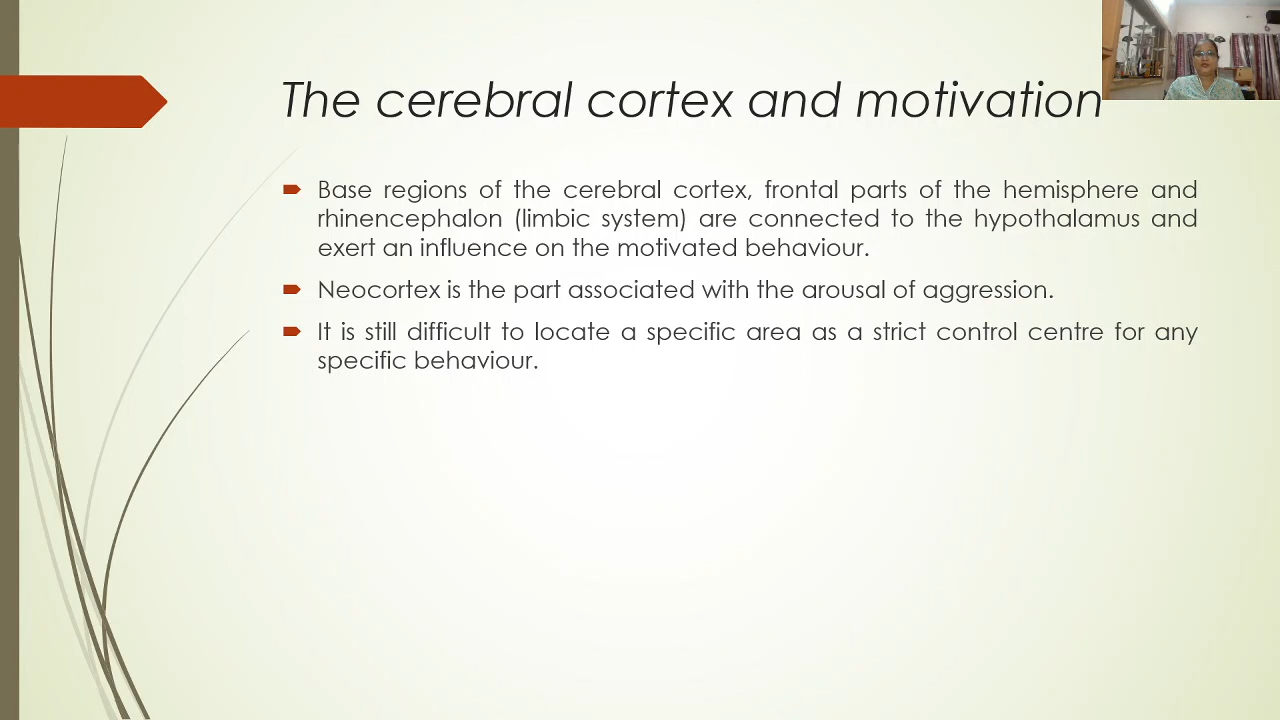 The cerebral cortex and motivation
Base regions of the cerebral cortex, frontal parts of the hemisphere and
rhinencephalon (limbic system) are connected to the hypothalamus and
exert an influence on the motivated behaviour.
Neocortex is the part associated with the arousal of aggression.
It is still difficult to locate a specific area as a strict control centre for any
specific behaviour.